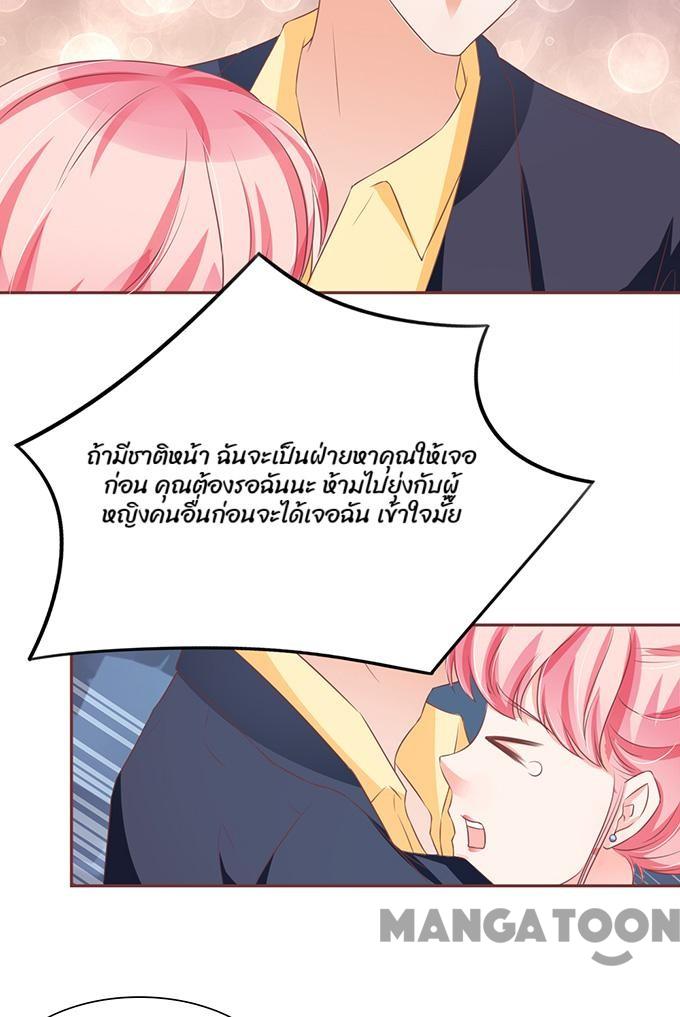 ถ้ามีชาติหน้า ฉันจะเป็นฝ่ายหาคุณให้เจอ
ก่อน คุณต้องรอฉันนะ ห้ามไปยุ่งกับผู้
หญิงคนอื่นก่อนจะได้เจอฉัน เข้าใจมั๊ย
MANGATOON